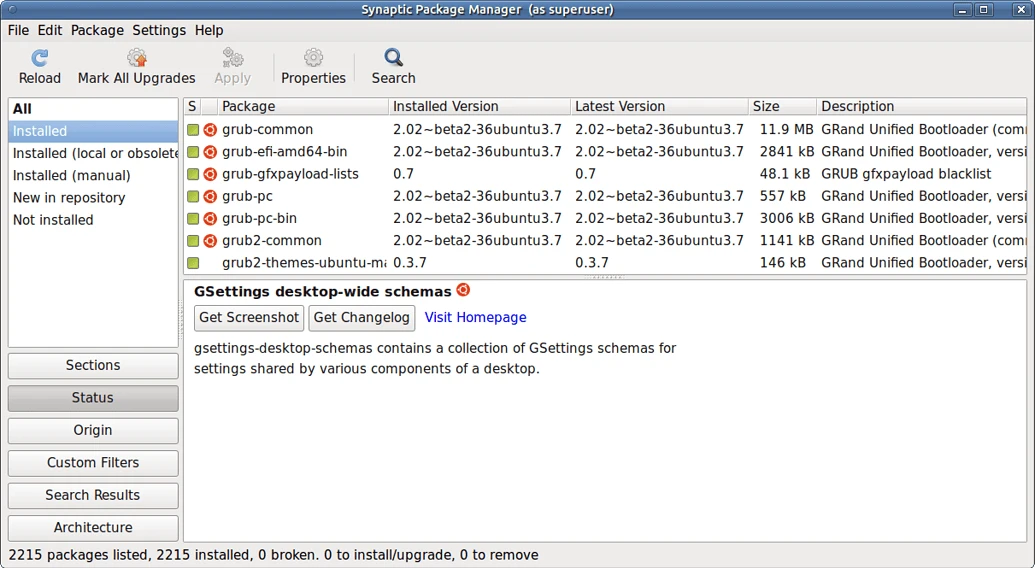 Synaptic Package Manager (as superuser)
File Edit Package Settings Help
Reload Mark All Upgrades Apply Properties Search
All
Installed
Installed (local or obsolete
Installed (manual)
New in repository
Not installed
S Package Installed Version Latest Version Size Description
grub-common 2.02~beta2-36ubuntu3.7 2.02~beta2-36ubuntu3.7 11.9 MB GRand Unified Bootloader (com
grub-efi-amd64-bin 2.02~beta2-36ubuntu3.7 2.02~beta2-36ubuntu3.7 2841 kB GRand Unified Bootloader, versi
grub-gfxpayload-lists 0.7 0.7 48.1 kB GRUB gfxpayload blacklist
grub-pc 2.02~beta2-36ubuntu3.7 2.02~beta2-36ubuntu3.7 557 kB GRand Unified Bootloader, versi
grub-pc-bin 2.02~beta2-36ubuntu3.7 2.02~beta2-36ubuntu3.7 3006 kB GRand Unified Bootloader, versi
grub2-common 2.02~beta2-36ubuntu3.7 2.02~beta2-36ubuntu3.7 1141 kB GRand Unified Bootloader (com
grub2-themes-ubuntu-ma 0.3.7 0.3.7 146 kB GRand Unified Bootloader, versi
GSettings desktop-wide schemas
Get Screenshot Get Changelog Visit Homepage
gsettings-desktop-schemas contains a collection of GSettings schemas for
settings shared by various components of a desktop.
Sections
Status
Origin
Custom Filters
Search Results
Architecture
2215 packages listed, 2215 installed, 0 broken. 0 to install/upgrade, 0 to remove